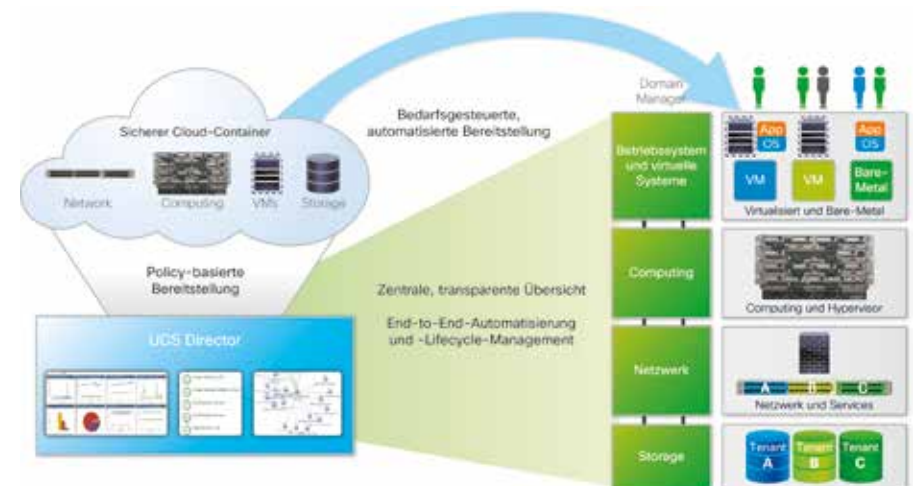 Sicherer Cloud-Container
Network
Computing
VMs
Storage
Policy-basierte
Bereitstellung
UCS Director
Bedarfsgesteuerte,
automatisierte Bereitstellung
Zentrale, transparente Übersicht
End-to-End-Automatisierung
und -Lifecycle-Management
Domain
Manager
Betriebssystem
und virtuelle
Systeme
Computing
Netzwerk
Storage
App
OS
App
OS
VM
VM
Bare-
Metal
Virtualisiert und Bare-Metal
Computing und Hypervisor
A
B
C
Netzwerk und Services
Tenant
A
Tenant
B
Tenant
C